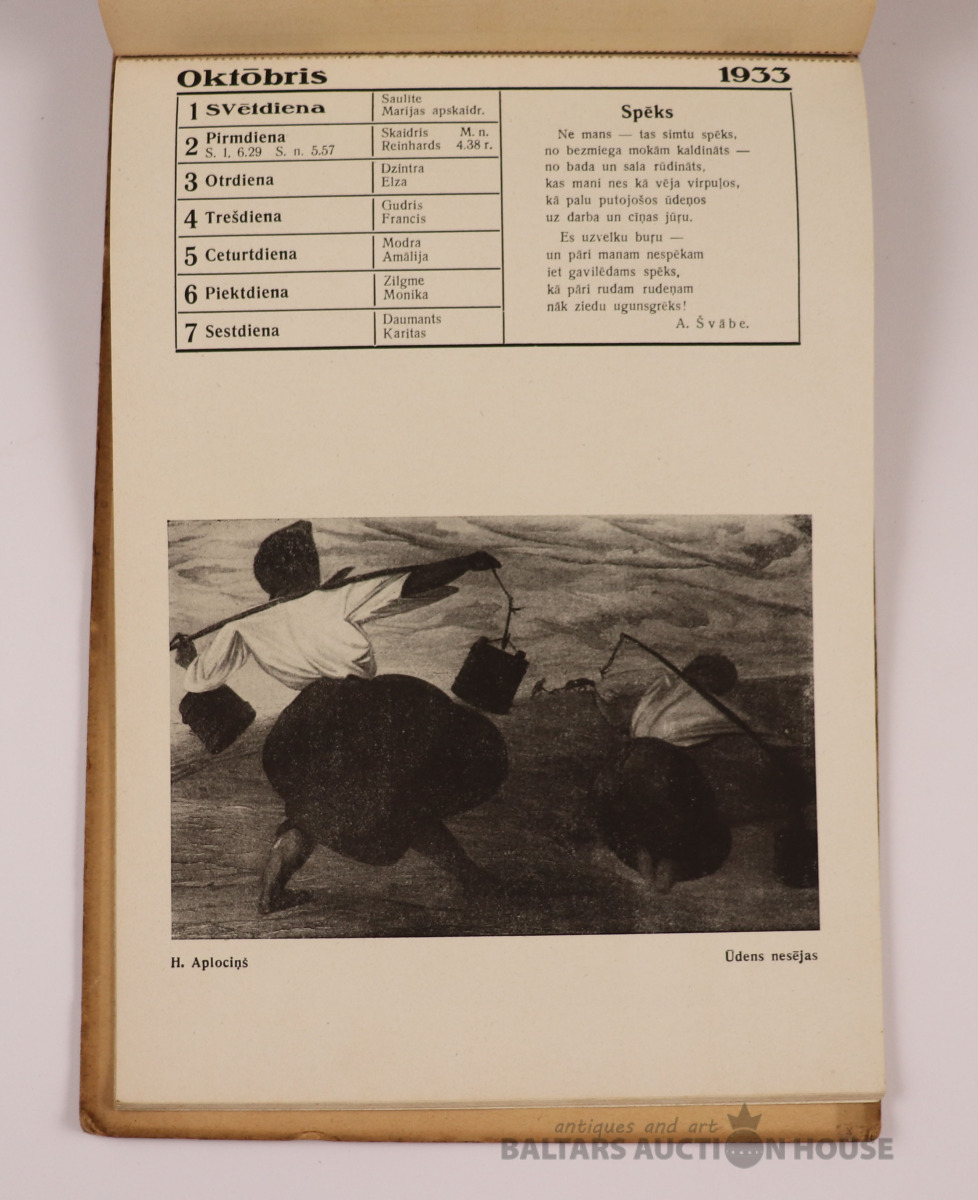 Oktōbris 1933
1 Svētdiena
Saulite
Marijas apskaidr.
2 Pirmdiena
S. l. 6.29 S. n. 5.57
Skaidris M. n.
Reinhards 4.38 r.
3 Otrdiena
Dzintra
Elza
4 Trešdiena
Gudris
Francis
5 Ceturtdiena
Modra
Amālija
6 Piektdiena
Zilgme
Monika
7 Sestdiena
Daumants
Karitas
Spēks
Ne mans — tas simtu spēks,
no bezmiega mokām kaldināts —
no bada un sala rūdināts,
kas mani nes kā vēja virpuļos,
kā palu putojošos ūdeņos
uz darba un ciņas jūŗu.
Es uzvelku buŗu —
un pāri manam nespēkam
iet gavilēdams spēks,
kā pāri rudam rudeņam
nāk ziedu ugunsgrēks!
A. Švābe.
H. Aplociņš
Ūdens nesējas
antiques and art
BALTARS AUCTION HOUSE